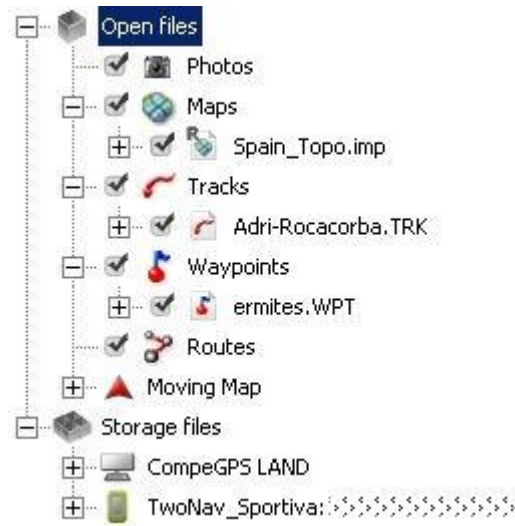 Open files
Photos
Maps
R
Spain_Topo.imp
Tracks
Adri-Rocacorba.TRK
Waypoints
ermites.WPT
Routes
Moving Map
Storage files
CompeGPS LAND
TwoNav_Sportiva: